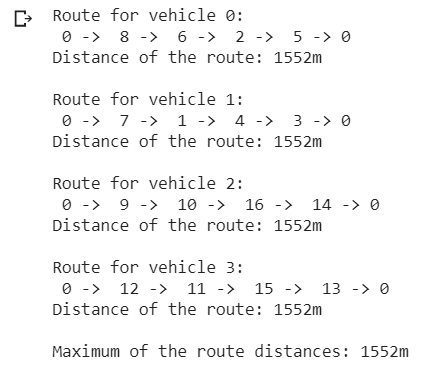 Route for vehicle 0:
0 -> 8 -> 6 -> 2 -> 5 -> 0
Distance of the route: 1552m
Route for vehicle 1:
0 -> 7 -> 1 -> 4 -> 3 -> 0
Distance of the route: 1552m
Route for vehicle 2:
0 -> 9 -> 10 -> 16 -> 14 -> 0
Distance of the route: 1552m
Route for vehicle 3:
0 -> 12 -> 11 -> 15 -> 13 -> 0
Distance of the route: 1552m
Maximum of the route distances: 1552m